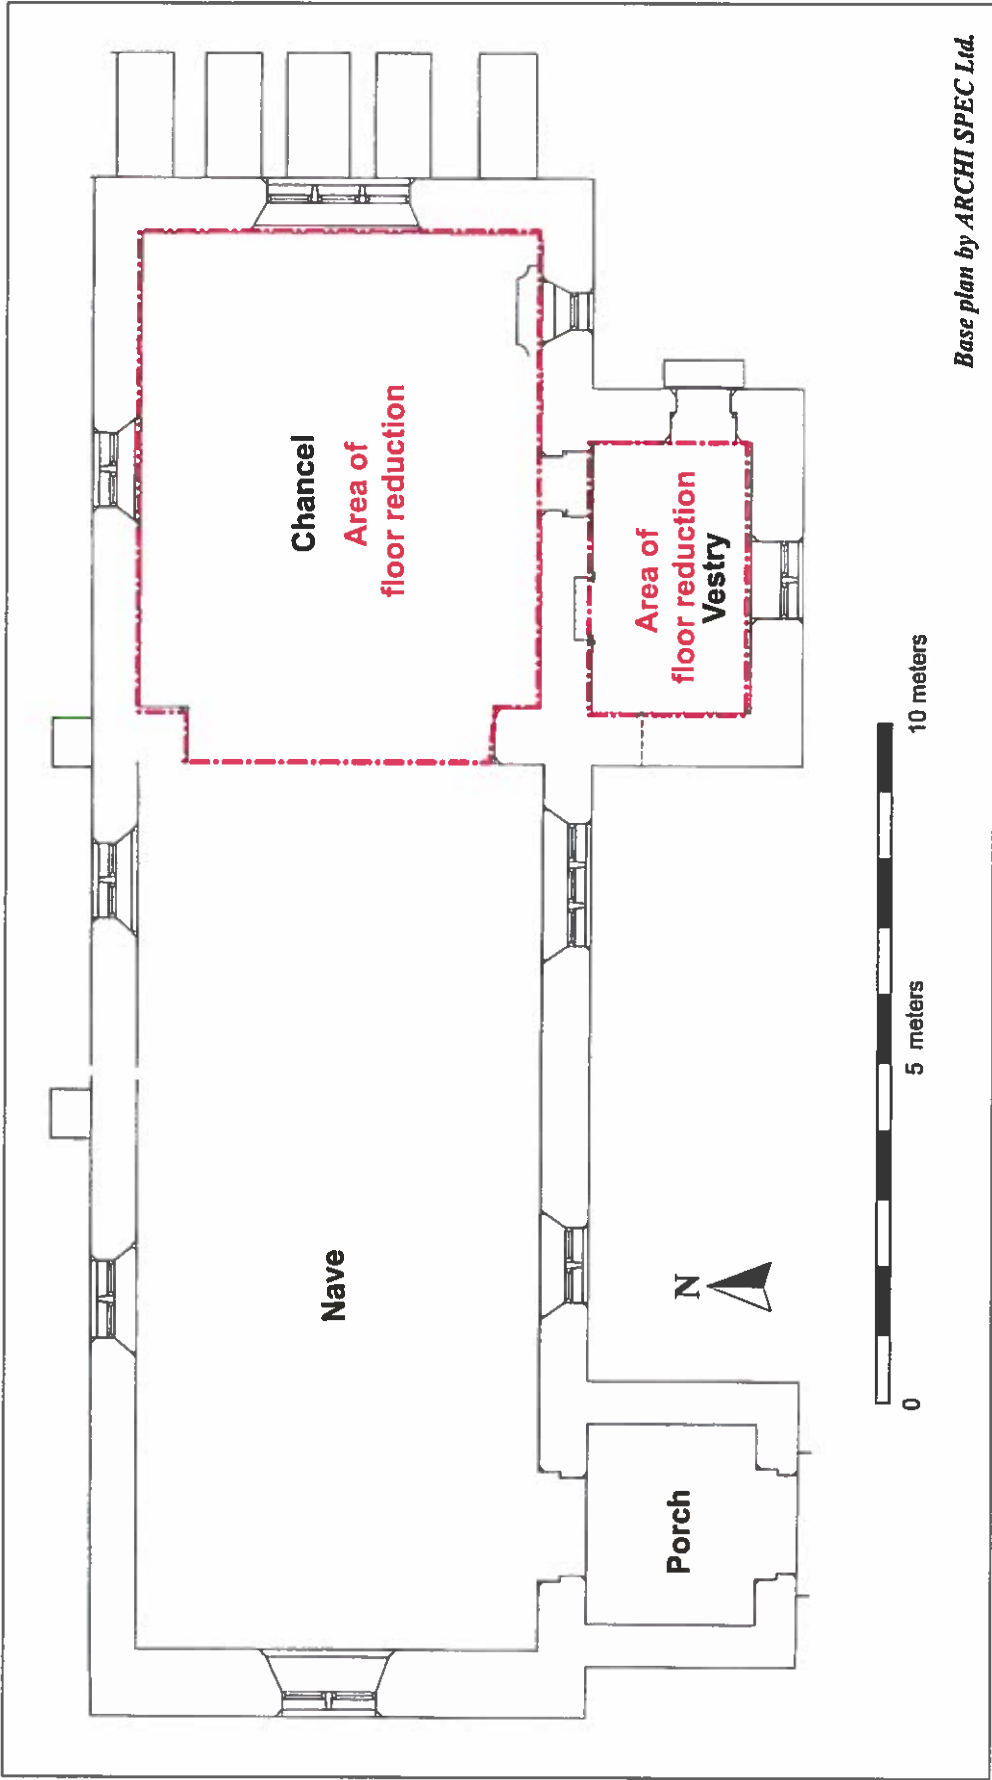 Chancel
Area of
floor reduction
Area of
floor reduction
Vestry
Nave
N
Porch
0
5 meters
10 meters
Base plan by ARCHI SPEC Ltd.